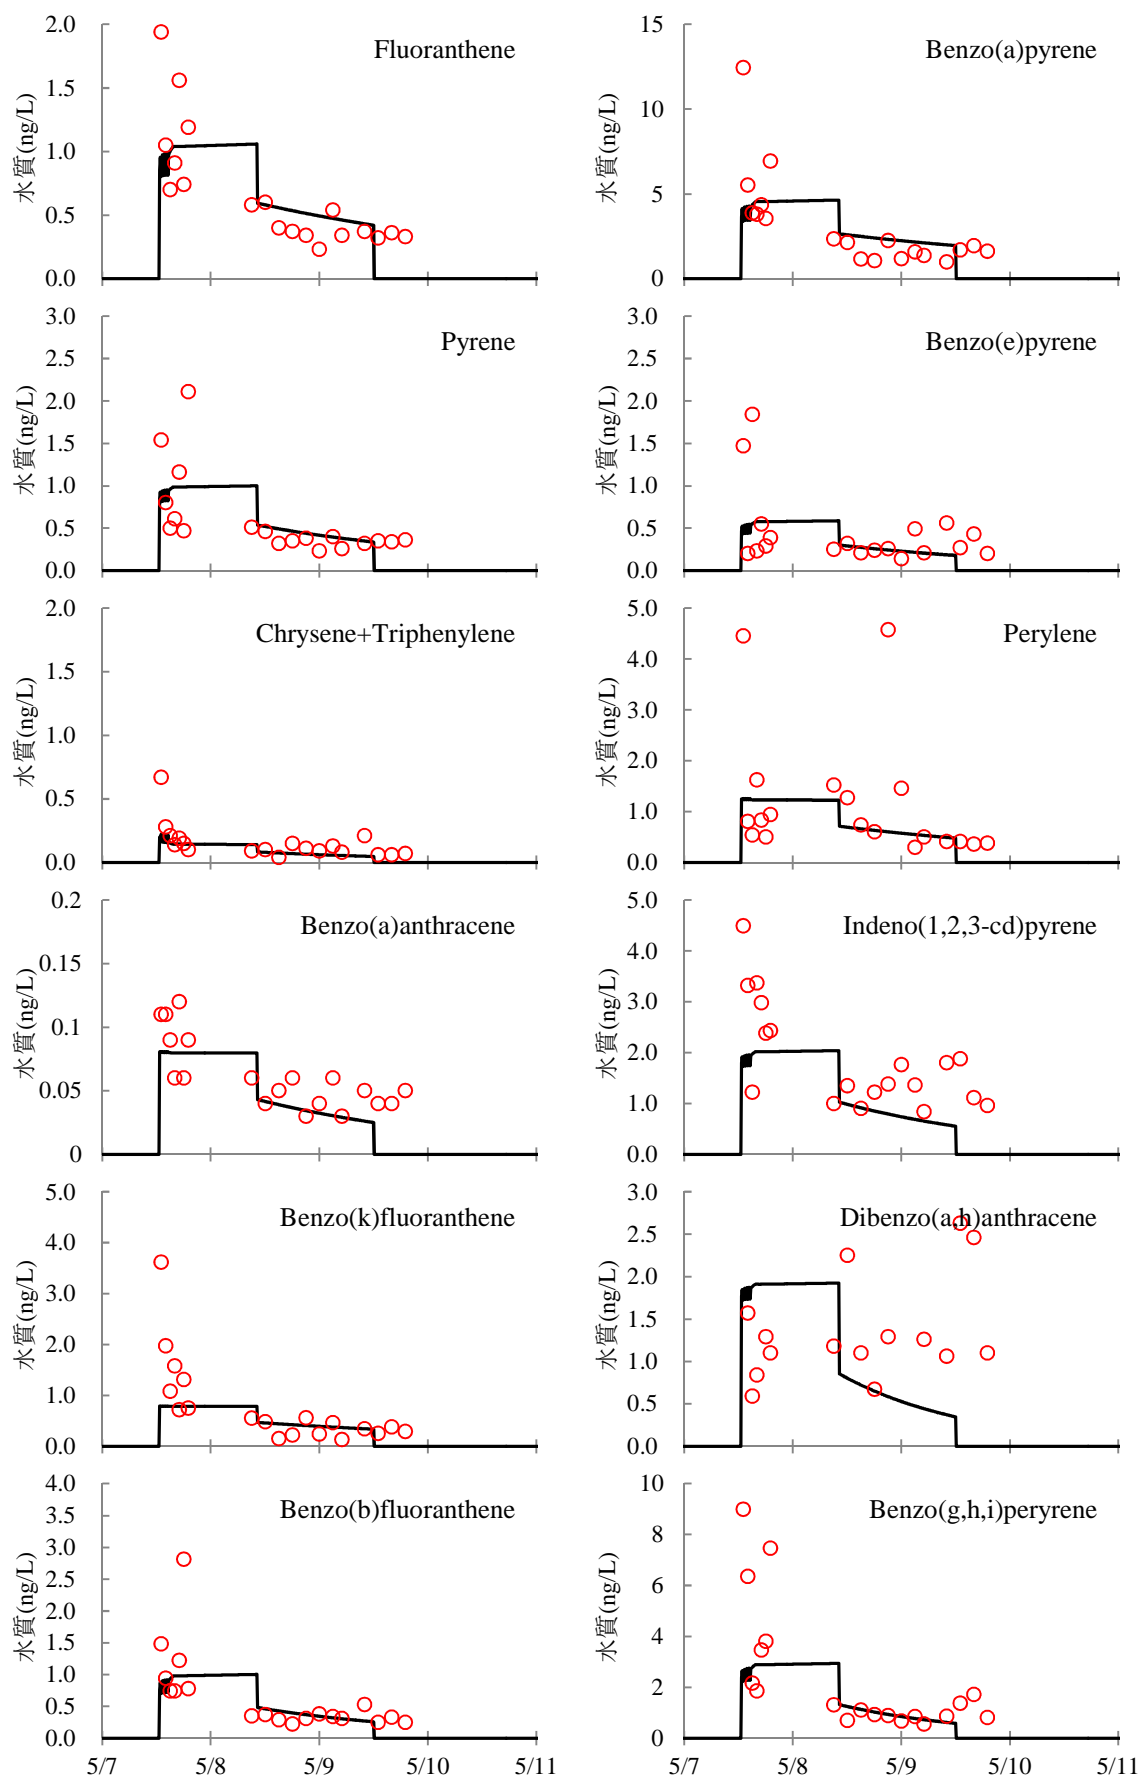 2.0
1.5
1.0
0.5
0.0
水質(ng/L)
Fluoranthene
15
10
5
0
水質(ng/L)
Benzo(a)pyrene
3.0
2.5
2.0
1.5
1.0
0.5
0.0
水質(ng/L)
Pyrene
3.0
2.5
2.0
1.5
1.0
0.5
0.0
水質(ng/L)
Benzo(e)pyrene
2.0
1.5
1.0
0.5
0.0
水質(ng/L)
Chrysene+Triphenylene
5.0
4.0
3.0
2.0
1.0
0.0
水質(ng/L)
Perylene
0.2
0.15
0.1
0.05
0
水質(ng/L)
Benzo(a)anthracene
5.0
4.0
3.0
2.0
1.0
0.0
水質(ng/L)
Indeno(1,2,3-cd)pyrene
5.0
4.0
3.0
2.0
1.0
0.0
水質(ng/L)
Benzo(k)fluoranthene
3.0
2.5
2.0
1.5
1.0
0.5
0.0
水質(ng/L)
Dibenzo(a,h)anthracene
4.0
3.5
3.0
2.5
2.0
1.5
1.0
0.5
0.0
水質(ng/L)
Benzo(b)fluoranthene
5/7 5/8 5/9 5/10 5/11
10
8
6
4
2
0
水質(ng/L)
Benzo(g,h,i)peryrene
5/7 5/8 5/9 5/10 5/11